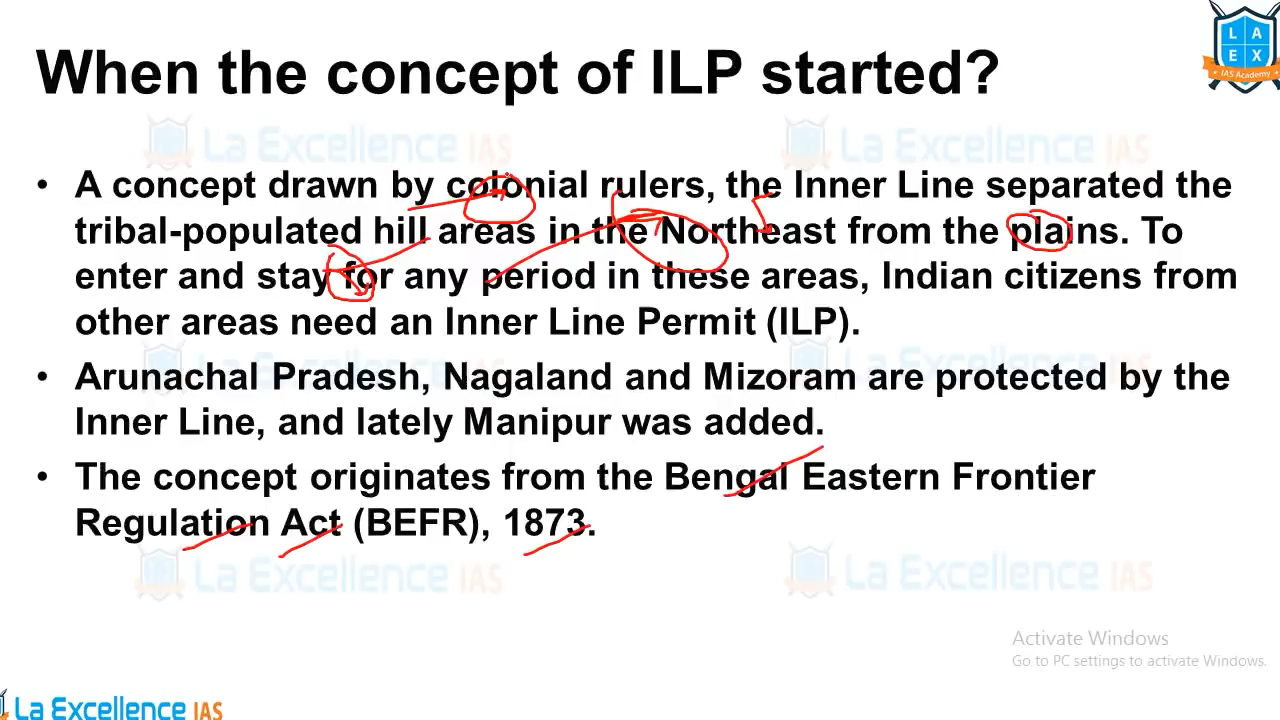 When the concept of ILP started?
L A
E X
IAS Academy
La Excellence IAS
La Excellence IAS
• A concept drawn by colonial rulers, the Inner Line separated the
tribal-populated hill areas in the Northeast from the plains. To
enter and stay for any period in these areas, Indian citizens from
other areas need an Inner Line Permit (ILP).
La Excellence IAS
La Excellence IAS
• Arunachal Pradesh, Nagaland and Mizoram are protected by the
Inner Line, and lately Manipur was added.
• The concept originates from the Bengal Eastern Frontier
Regulation Act (BEFR), 1873.
La Excellence IAS
La Excellence IAS
Activate Windows
Go to PC settings to activate Windows.
La Excellence IAS